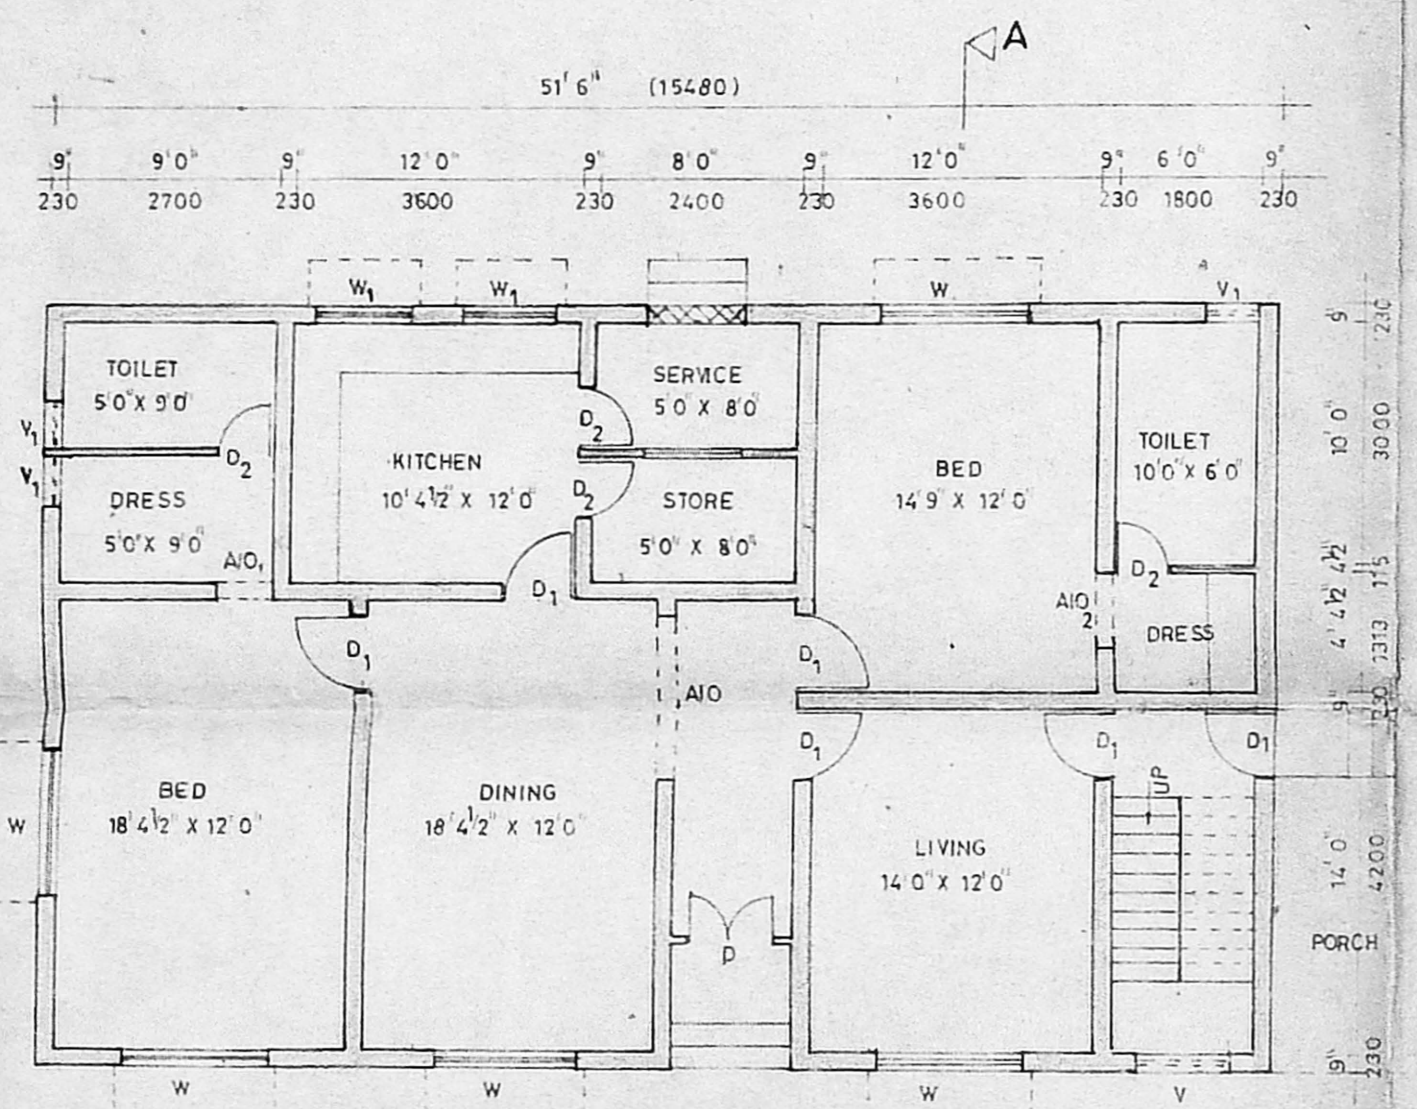 A
51' 6" (15480)
9" 9'0" 9" 12'0" 9" 8'0" 9" 12'0" 9" 6'0" 9"
230 2700 230 3600 230 2400 230 3600 230 1800 230
W1 W1 W V1
TOILET
5'0" X 9'0"
SERVICE
5'0" X 8'0"
V1
D2
D2
KITCHEN
10' 4½" X 12'0"
BED
14'9" X 12'0"
TOILET
10'0" X 6'0"
V1
DRESS
5'0" X 9'0"
D2
STORE
5'0" X 8'0"
A/O1
D1
D2
A/O2
DRESS
D1
D1
A/O
D1
D1
D1
UP
BED
18' 4½" X 12'0"
DINING
18' 4½" X 12'0"
W
LIVING
14'0" X 12'0"
D
W W W V
9" 230
10'0" 3000
4½" 115
4' 4½" 1313
9" 230
14'0" 4200
PORCH
9" 230